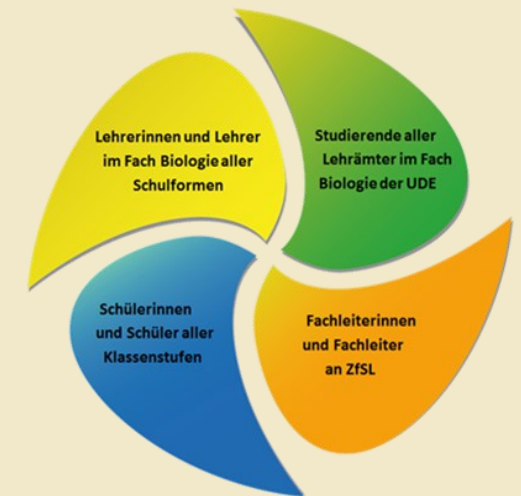 Lehrerinnen und Lehrer
im Fach Biologie aller
Schulformen
Studierende aller
Lehrämter im Fach
Biologie der UDE
Schülerinnen
und Schüler aller
Klassenstufen
Fachleiterinnen
und Fachleiter
an ZfSL